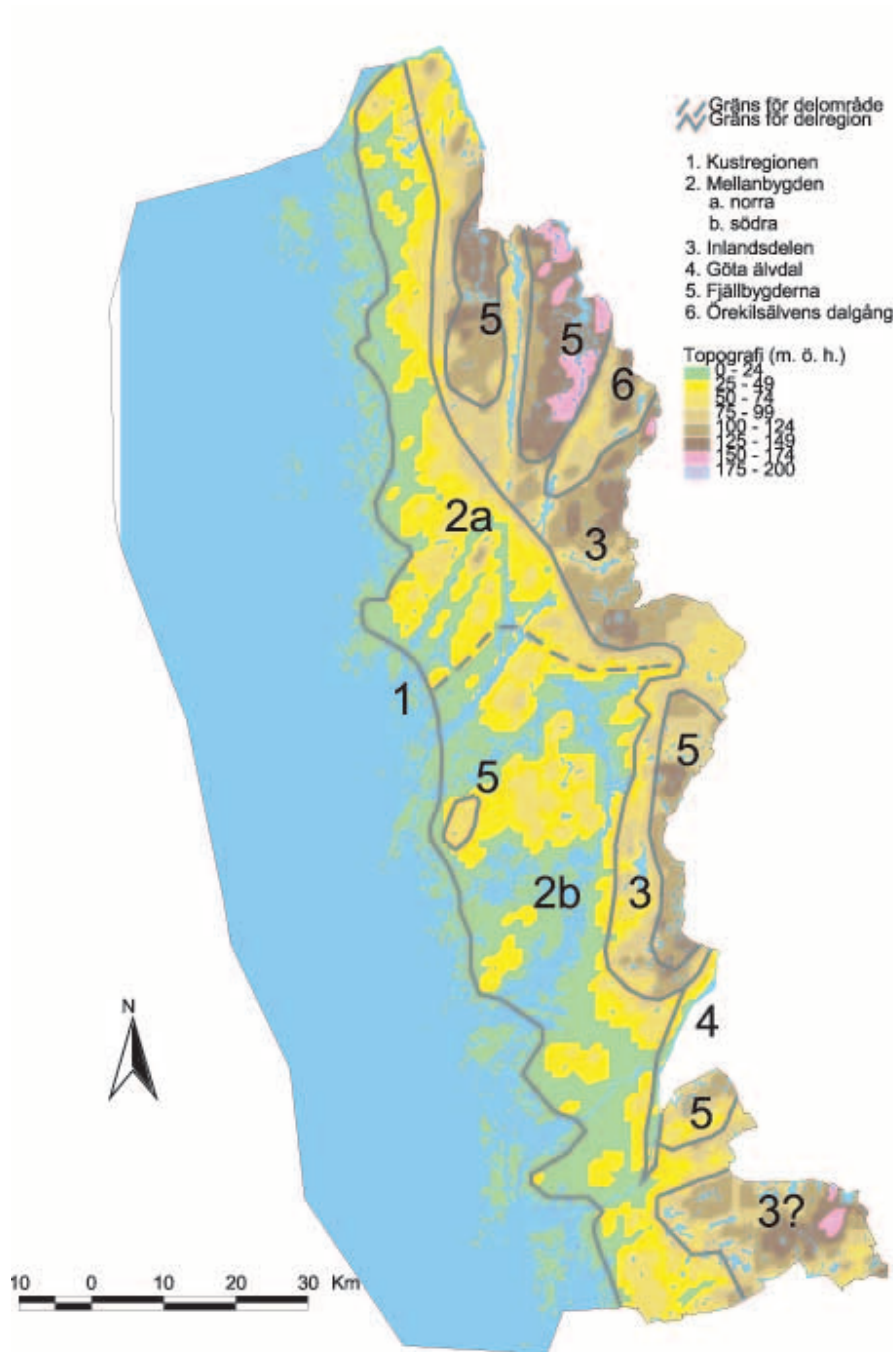 Gräns för delområde
Gräns för delregion
1. Kustregionen
2. Mellanbygden
a. norra
b. södra
3. Inlandsdelen
4. Göta älvdal
5. Fjällbygderna
6. Örekilsälvens dalgång
Topografi (m. ö. h.)
0 - 24
25 - 49
50 - 74
75 - 99
100 - 124
125 - 149
150 - 174
175 - 200
5
5
6
2a
3
1
5
5
2b
3
4
5
3?
N
10 0 10 20 30 Km